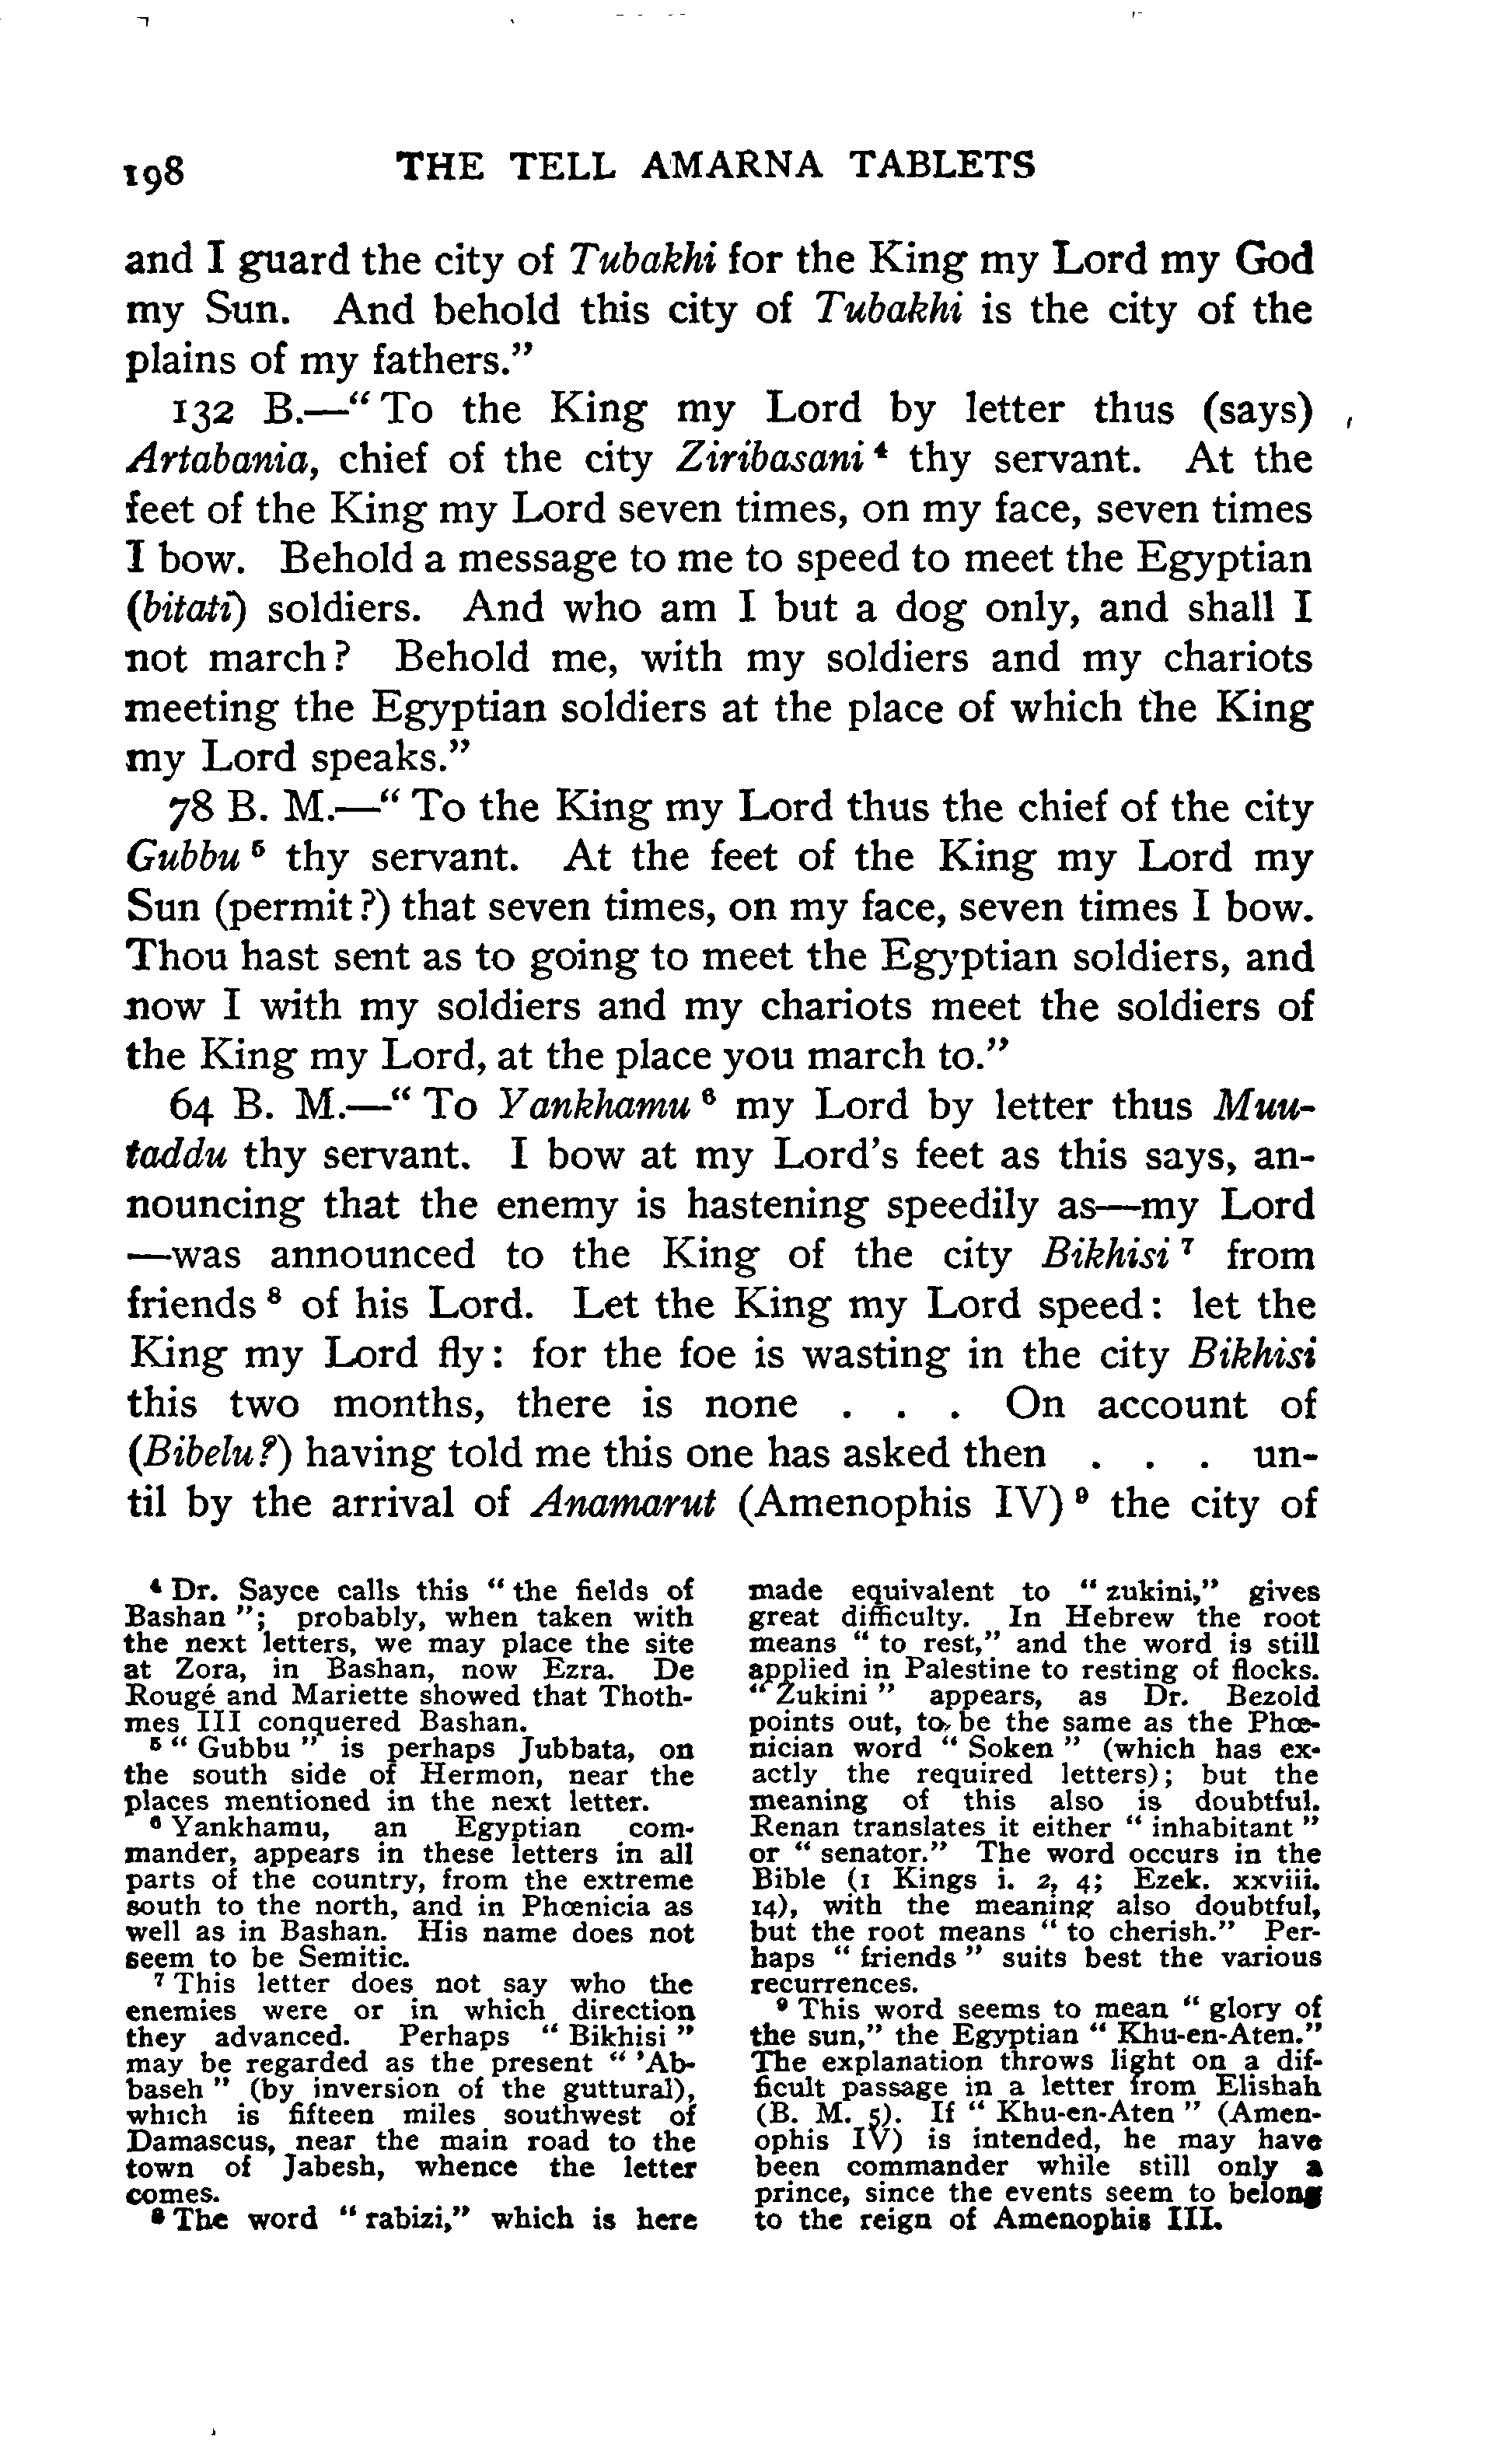 198 THE TELL AMARNA TABLETS
and I guard the city of Tubakhi for the King my Lord my God
my Sun. And behold this city of Tubakhi is the city of the
plains of my fathers.”
132 B.—“To the King my Lord by letter thus (says)
Artabania, chief of the city Ziribasani⁴ thy servant. At the
feet of the King my Lord seven times, on my face, seven times
I bow. Behold a message to me to speed to meet the Egyptian
(bitati) soldiers. And who am I but a dog only, and shall I
not march? Behold me, with my soldiers and my chariots
meeting the Egyptian soldiers at the place of which the King
my Lord speaks.”
78 B. M.—“To the King my Lord thus the chief of the city
Gubbu⁵ thy servant. At the feet of the King my Lord my
Sun (permit?) that seven times, on my face, seven times I bow.
Thou hast sent as to going to meet the Egyptian soldiers, and
now I with my soldiers and my chariots meet the soldiers of
the King my Lord, at the place you march to.”
64 B. M.—“To Yankhamu⁶ my Lord by letter thus Muu-
taddu thy servant. I bow at my Lord’s feet as this says, an-
nouncing that the enemy is hastening speedily as—my Lord
—was announced to the King of the city Bikhisi⁷ from
friends⁸ of his Lord. Let the King my Lord speed: let the
King my Lord fly: for the foe is wasting in the city Bikhisi
this two months, there is none . . . On account of
(Bibelu?) having told me this one has asked then . . . un-
til by the arrival of Anamarut (Amenophis IV)⁹ the city of
⁴ Dr. Sayce calls this “the fields of
Bashan”; probably, when taken with
the next letters, we may place the site
at Zora, in Bashan, now Ezra. De
Rougé and Mariette showed that Thoth-
mes III conquered Bashan.
⁵ “Gubbu” is perhaps Jubbata, on
the south side of Hermon, near the
places mentioned in the next letter.
⁶ Yankhamu, an Egyptian com-
mander, appears in these letters in all
parts of the country, from the extreme
south to the north, and in Phœnicia as
well as in Bashan. His name does not
seem to be Semitic.
⁷ This letter does not say who the
enemies were or in which direction
they advanced. Perhaps “Bikhisi”
may be regarded as the present “’Ab-
baseh” (by inversion of the guttural),
which is fifteen miles southwest of
Damascus, near the main road to the
town of Jabesh, whence the letter
comes.
⁸ The word “rabizi,” which is here
made equivalent to “zukini,” gives
great difficulty. In Hebrew the root
means “to rest,” and the word is still
applied in Palestine to resting of flocks.
“Zukini” appears, as Dr. Bezold
points out, to be the same as the Phœ-
nician word “Soken” (which has ex-
actly the required letters); but the
meaning of this also is doubtful.
Renan translates it either “inhabitant”
or “senator.” The word occurs in the
Bible (1 Kings i. 2, 4; Ezek. xxviii.
14), with the meaning also doubtful,
but the root means “to cherish.” Per-
haps “friends” suits best the various
recurrences.
⁹ This word seems to mean “glory of
the sun,” the Egyptian “Khu-en-Aten.”
The explanation throws light on a dif-
ficult passage in a letter from Elishah
(B. M. 5). If “Khu-en-Aten” (Amen-
ophis IV) is intended, he may have
been commander while still only a
prince, since the events seem to belong
to the reign of Amenophis III.